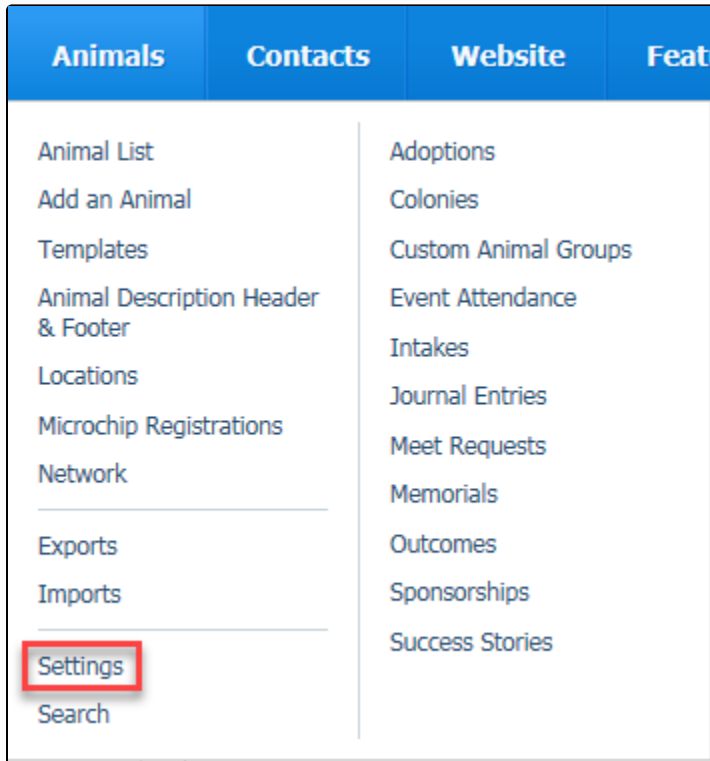 Animals Contacts Website Feat
Animal List
Add an Animal
Templates
Animal Description Header
& Footer
Locations
Microchip Registrations
Network
Exports
Imports
Settings
Search
Adoptions
Colonies
Custom Animal Groups
Event Attendance
Intakes
Journal Entries
Meet Requests
Memorials
Outcomes
Sponsorships
Success Stories